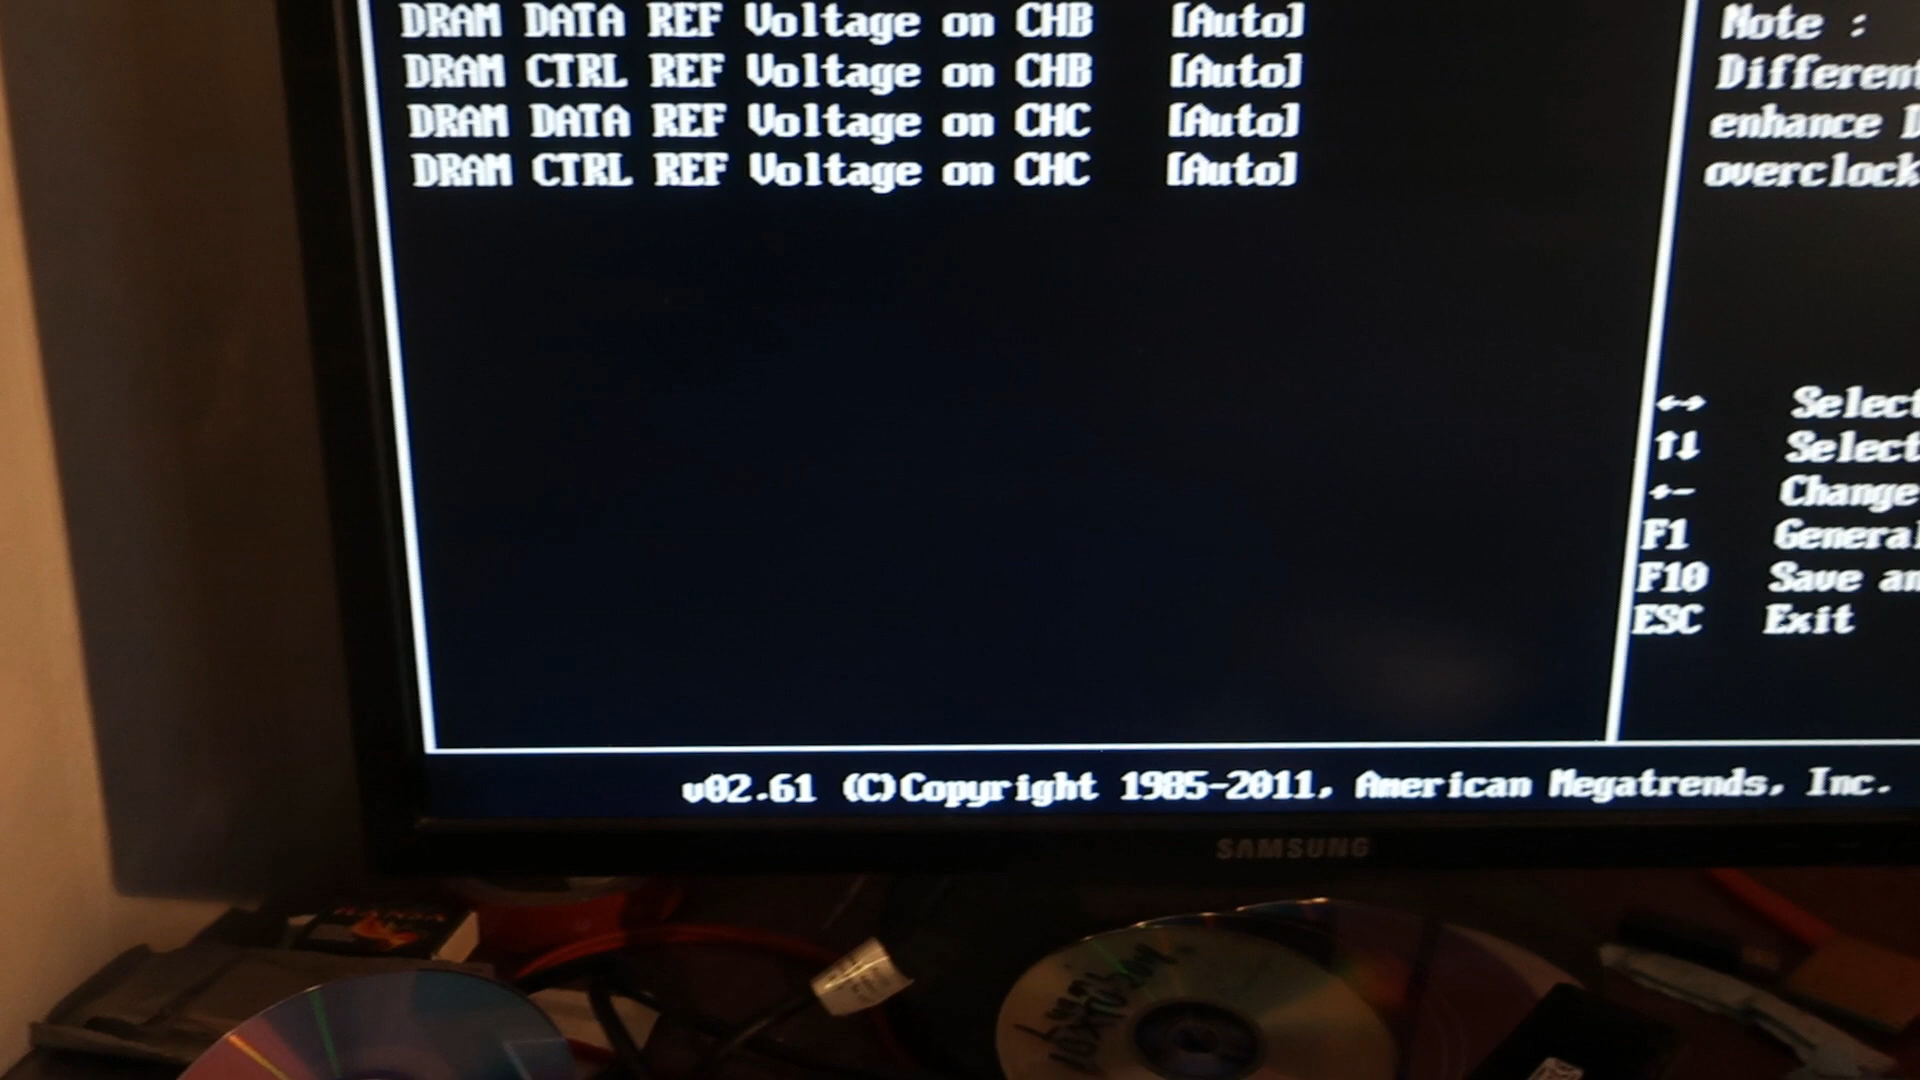 DRAM DATA REF Voltage on CHB [Auto]
DRAM CTRL REF Voltage on CHB [Auto]
DRAM DATA REF Voltage on CHC [Auto]
DRAM CTRL REF Voltage on CHC [Auto]
Note :
Different
enhance D
overclock
←→ Select
↑↓ Select
+- Change
F1 General
F10 Save an
ESC Exit
v02.61 (C)Copyright 1985-2011, American Megatrends, Inc.
SAMSUNG